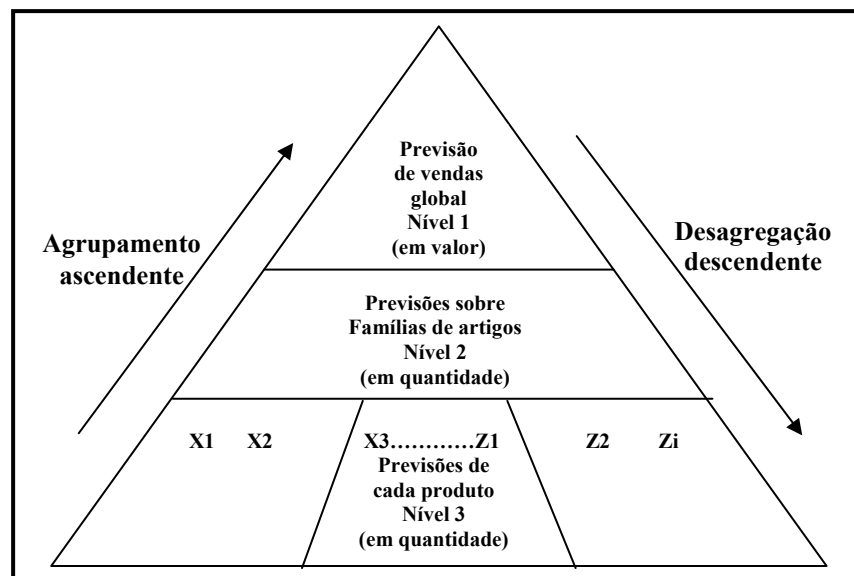 Previsão
de vendas
global
Nível 1
(em valor)
Agrupamento
ascendente
Desagregação
descendente
Previsões sobre
Famílias de artigos
Nível 2
(em quantidade)
X1 X2 X3…………Z1 Z2 Zi
Previsões de
cada produto
Nível 3
(em quantidade)